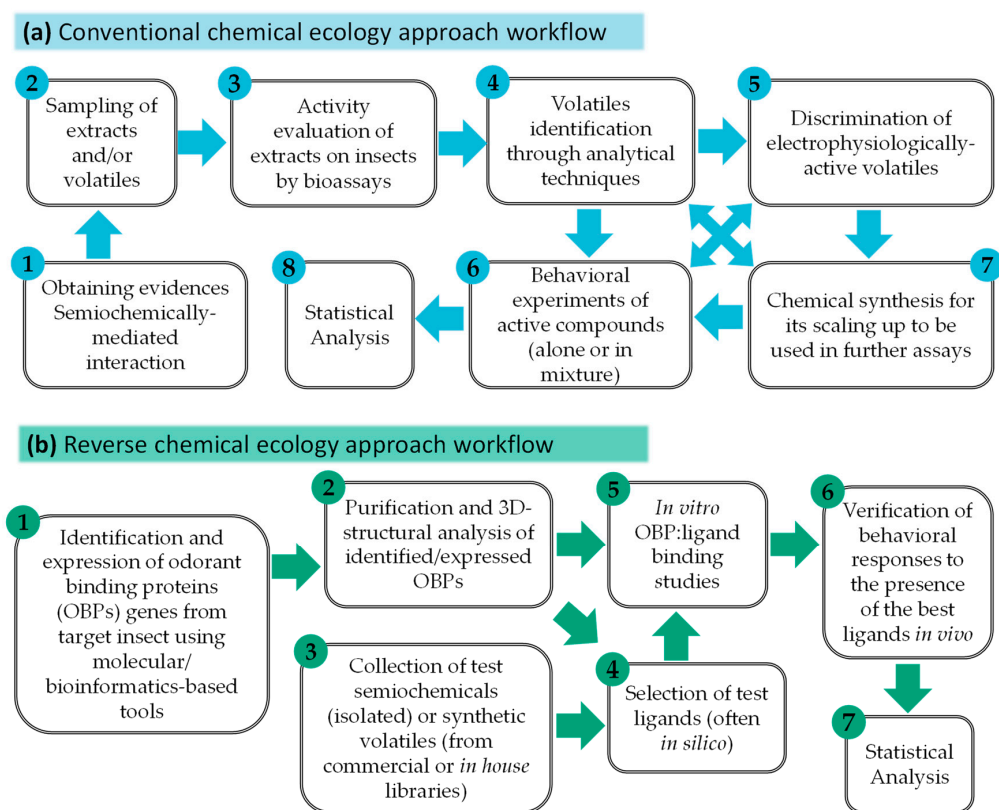 (a) Conventional chemical ecology approach workflow
2
Sampling of
extracts
and/or
volatiles
3
Activity
evaluation of
extracts on insects
by bioassays
4
Volatiles
identification
through analytical
techniques
5
Discrimination of
electrophysiologically-
active volatiles
1
Obtaining evidences
Semiochemically-
mediated
interaction
8
Statistical
Analysis
6
Behavioral
experiments of
active compounds
(alone or in
mixture)
7
Chemical synthesis for
its scaling up to be
used in further assays
(b) Reverse chemical ecology approach workflow
1
Identification and
expression of odorant
binding proteins
(OBPs) genes from
target insect using
molecular/
bioinformatics-based
tools
2
Purification and 3D-
structural analysis of
identified/expressed
OBPs
3
Collection of test
semiochemicals
(isolated) or synthetic
volatiles (from
commercial or in house
libraries)
4
Selection of test
ligands (often
in silico)
5
In vitro
OBP:ligand
binding
studies
6
Verification of
behavioral
responses to
the presence
of the best
ligands in vivo
7
Statistical
Analysis